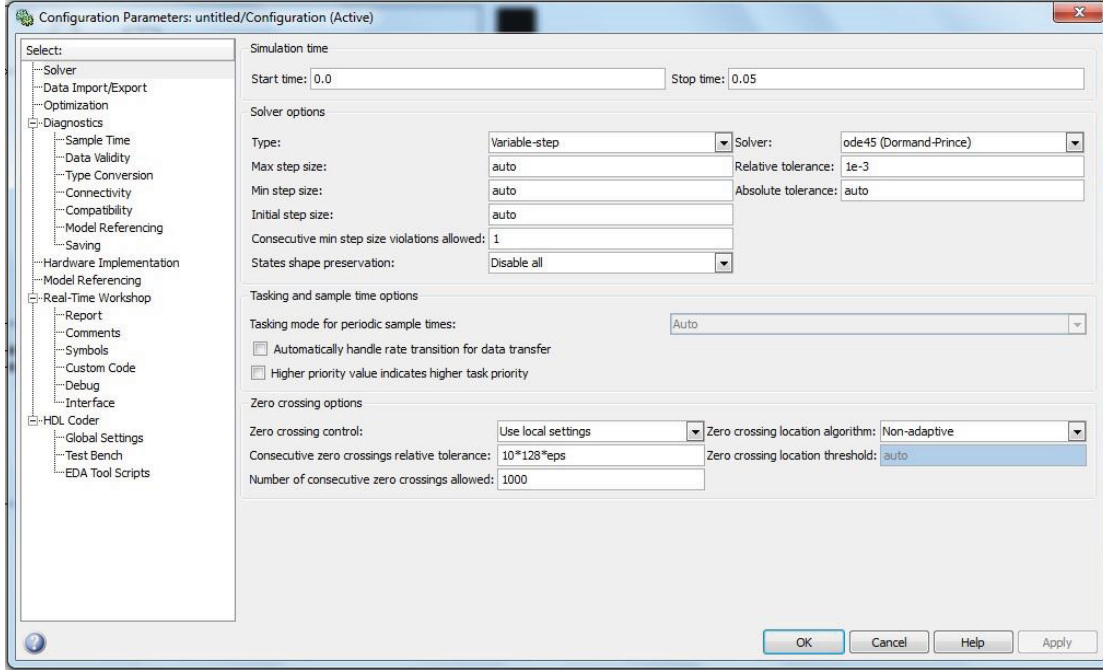 Configuration Parameters: untitled/Configuration (Active)
Select:
Solver
Data Import/Export
Optimization
Diagnostics
Sample Time
Data Validity
Type Conversion
Connectivity
Compatibility
Model Referencing
Saving
Hardware Implementation
Model Referencing
Real-Time Workshop
Report
Comments
Symbols
Custom Code
Debug
Interface
HDL Coder
Global Settings
Test Bench
EDA Tool Scripts
Simulation time
Start time: 0.0 Stop time: 0.05
Solver options
Type: Variable-step Solver: ode45 (Dormand-Prince)
Max step size: auto Relative tolerance: 1e-3
Min step size: auto Absolute tolerance: auto
Initial step size: auto
Consecutive min step size violations allowed: 1
States shape preservation: Disable all
Tasking and sample time options
Tasking mode for periodic sample times: Auto
Automatically handle rate transition for data transfer
Higher priority value indicates higher task priority
Zero crossing options
Zero crossing control: Use local settings Zero crossing location algorithm: Non-adaptive
Consecutive zero crossings relative tolerance: 10*128*eps Zero crossing location threshold: auto
Number of consecutive zero crossings allowed: 1000
OK Cancel Help Apply